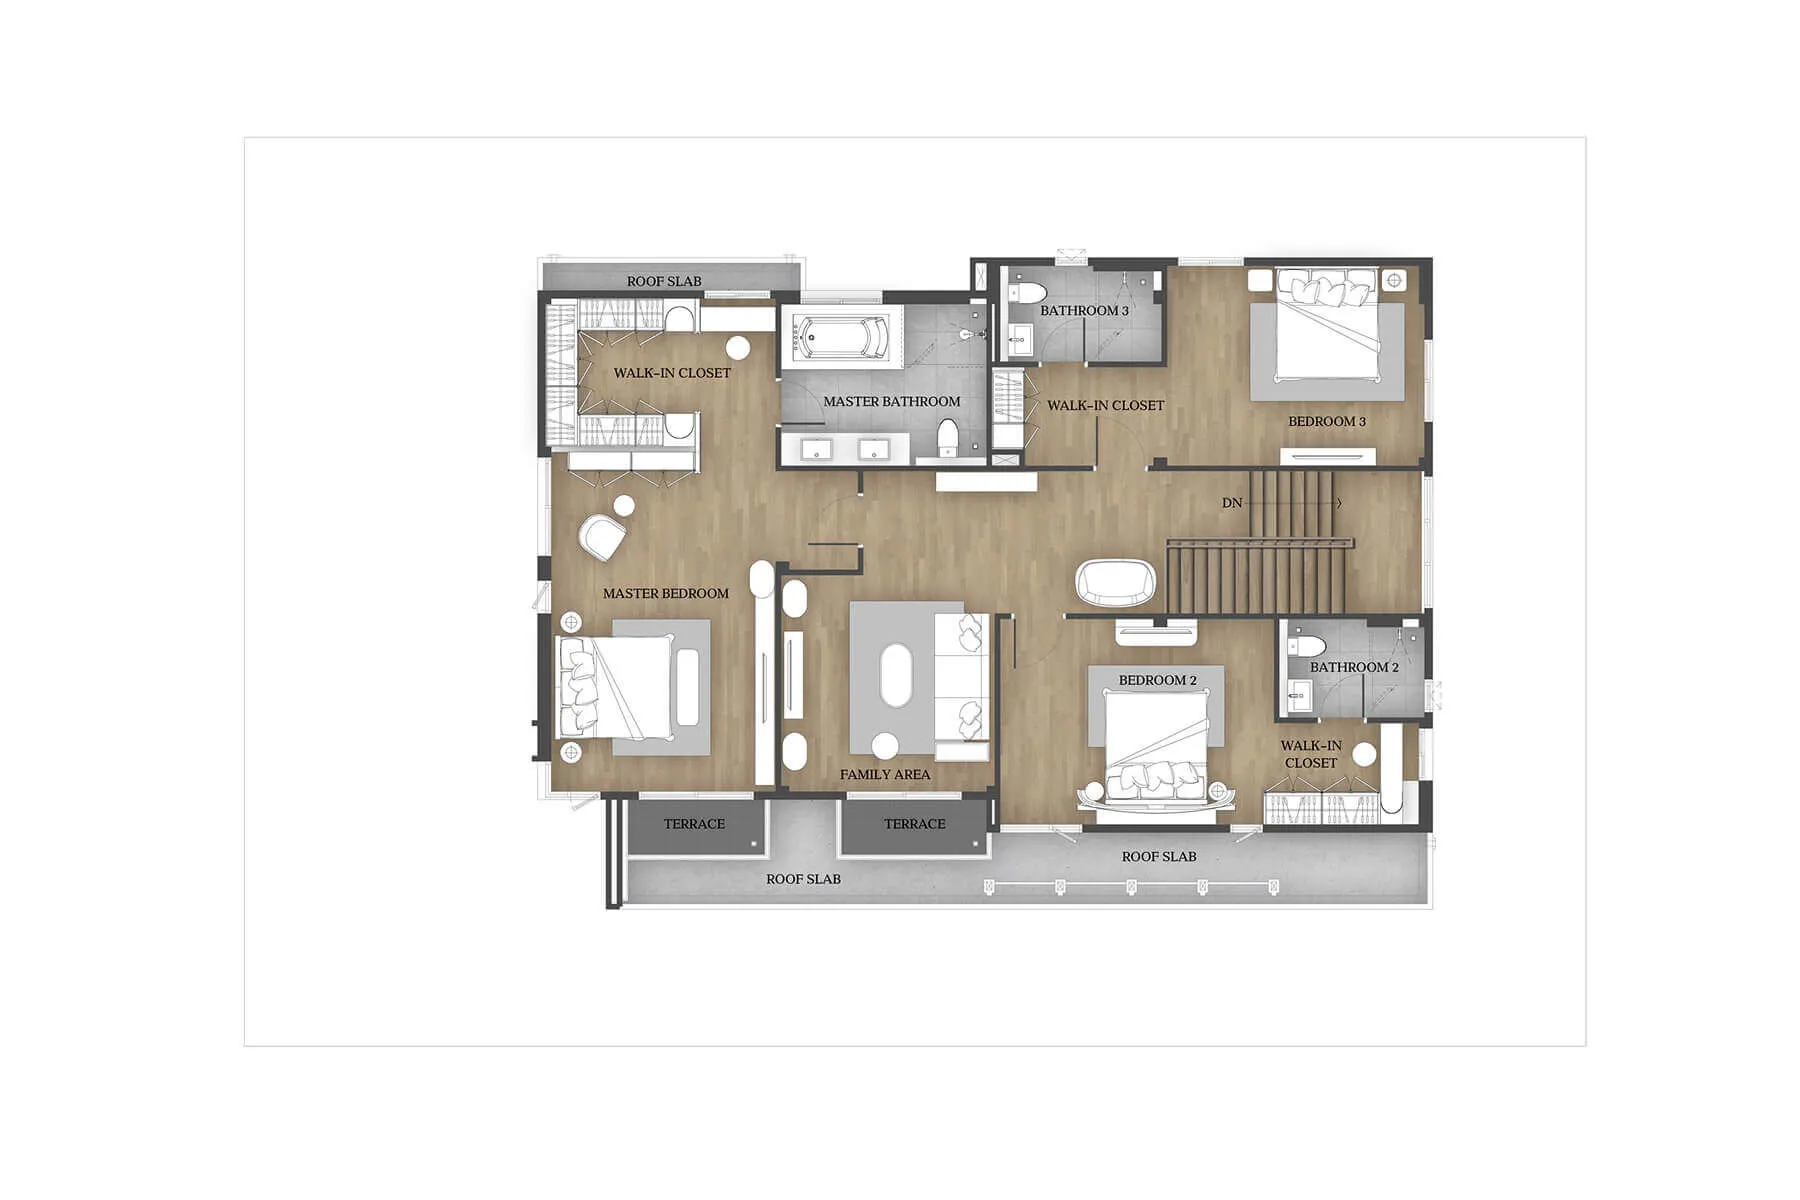 ROOF SLAB
BATHROOM 3
WALK-IN CLOSET
MASTER BATHROOM
WALK-IN CLOSET
BEDROOM 3
DN
MASTER BEDROOM
BATHROOM 2
BEDROOM 2
WALK-IN
CLOSET
FAMILY AREA
TERRACE
TERRACE
ROOF SLAB
ROOF SLAB